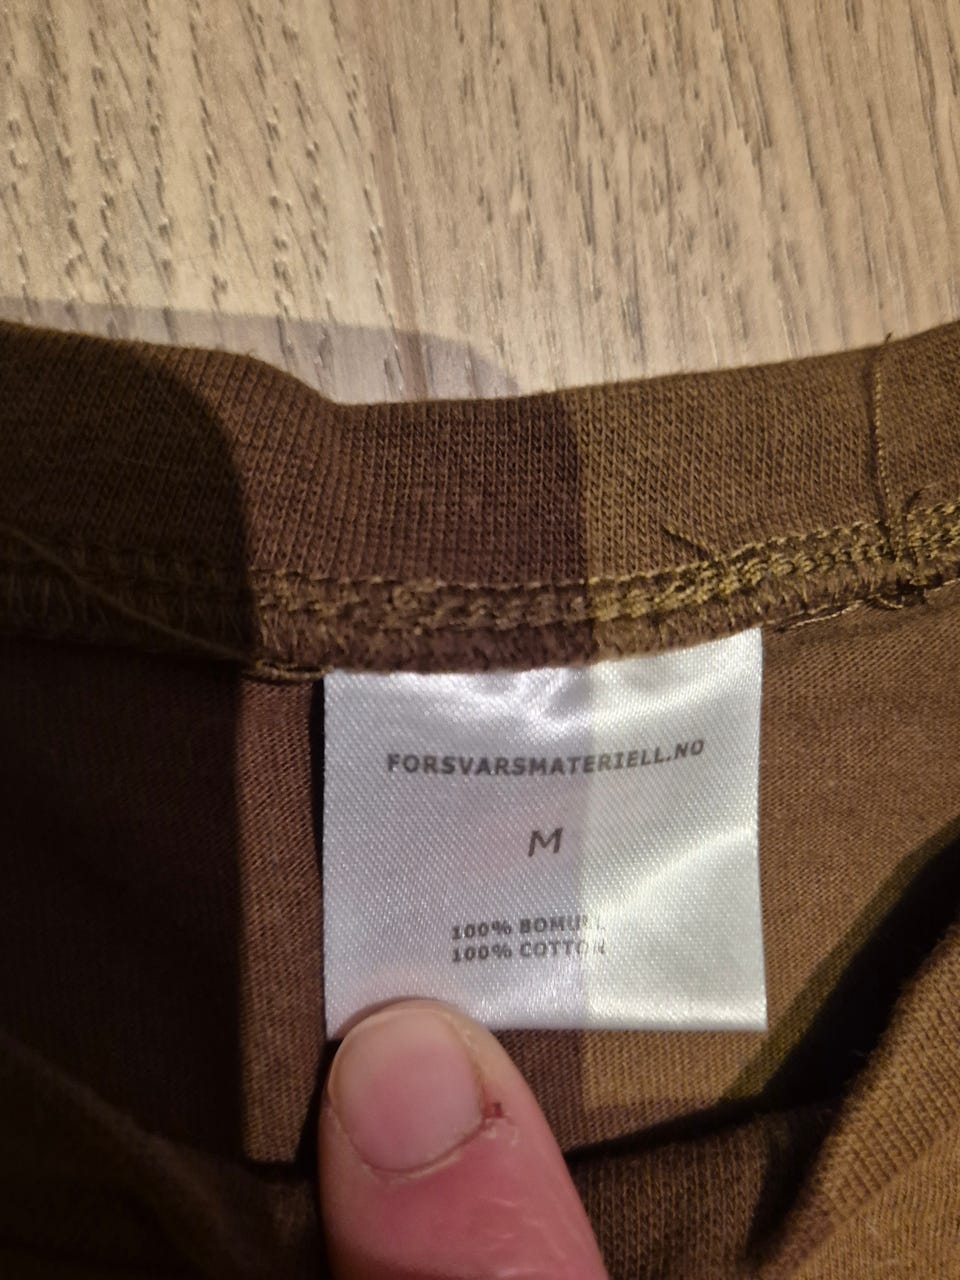 FORSVARSMATERIELL.NO
M
100% BOMULL
100% COTTON